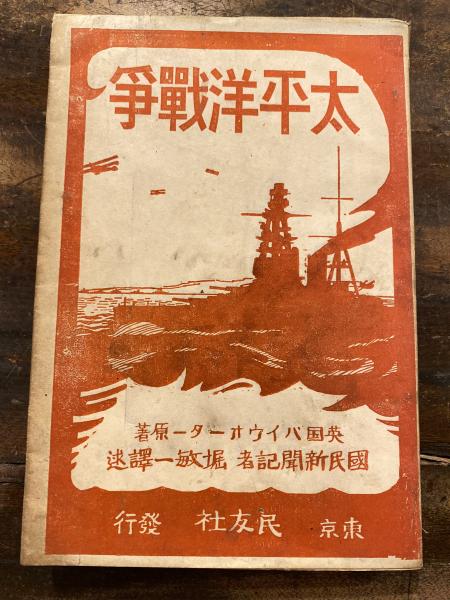 太平洋戰爭
英国バイウオーター原著
國民新聞記者 堀敏一譯述
東京 民友社 發行